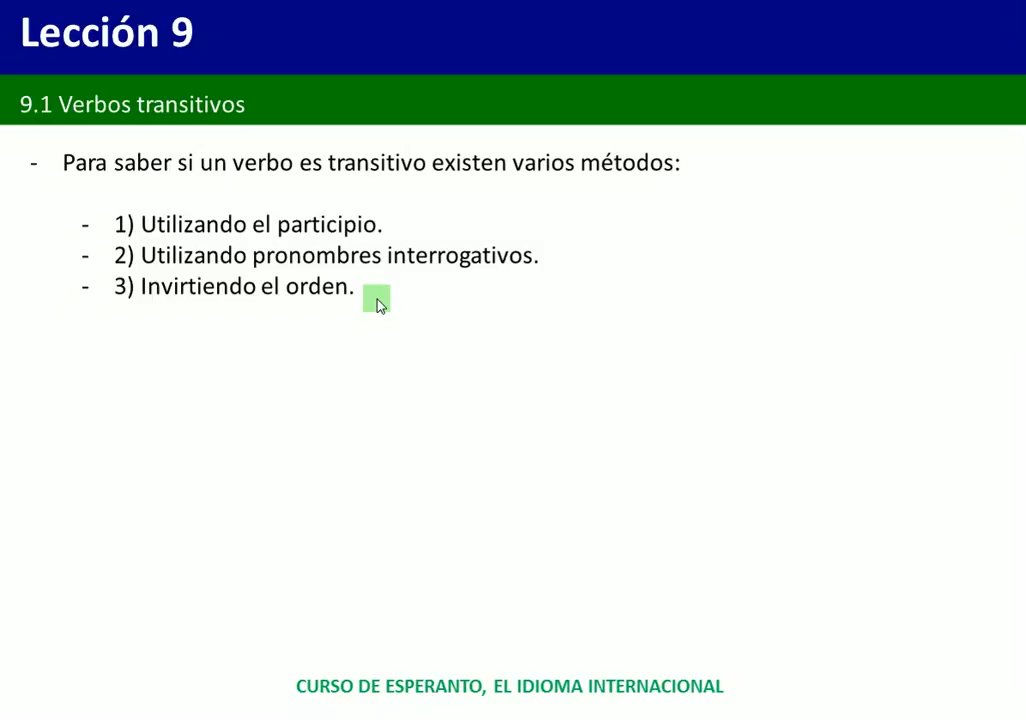 Lección 9
9.1 Verbos transitivos
- Para saber si un verbo es transitivo existen varios métodos:
- 1) Utilizando el participio.
- 2) Utilizando pronombres interrogativos.
- 3) Invirtiendo el orden.
CURSO DE ESPERANTO, EL IDIOMA INTERNACIONAL